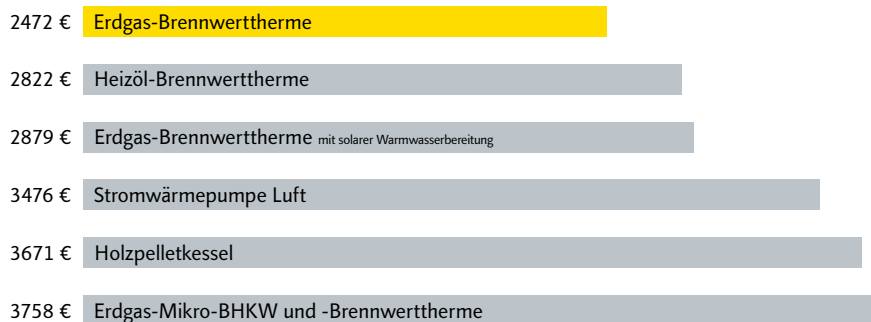 2472 € Erdgas-Brennwerttherme
2822 € Heizöl-Brennwerttherme
2879 € Erdgas-Brennwerttherme mit solarer Warmwasserbereitung
3476 € Stromwärmepumpe Luft
3671 € Holzpelletkessel
3758 € Erdgas-Mikro-BHKW und -Brennwerttherme